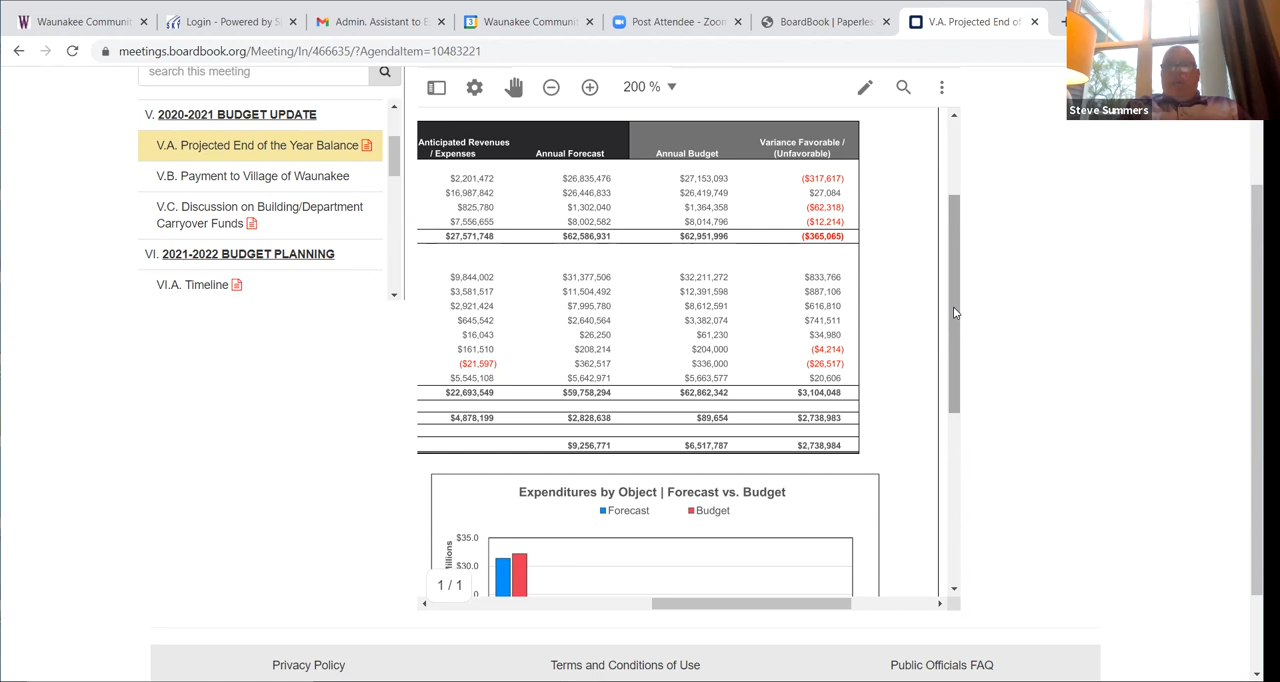 Waunakee Communi
Login - Powered by S
Admin. Assistant to E
Waunakee Commun
Post Attendee - Zoo
BoardBook | Paperles
V.A. Projected End of
meetings.boardbook.org/Meeting/In/466635/?AgendaItem=10483221
Steve Summers
search this meeting
200 %
V. 2020-2021 BUDGET UPDATE
V.A. Projected End of the Year Balance
V.B. Payment to Village of Waunakee
V.C. Discussion on Building/Department
Carryover Funds
VI. 2021-2022 BUDGET PLANNING
VI.A. Timeline
Anticipated Revenues
/ Expenses
Annual Forecast
Annual Budget
Variance Favorable /
(Unfavorable)
$2,201,472 $26,835,476 $27,153,093 ($317,617)
$16,987,842 $26,446,833 $26,419,749 $27,084
$825,780 $1,302,040 $1,364,358 ($62,318)
$7,556,655 $8,002,582 $8,014,796 ($12,214)
$27,571,748 $62,586,931 $62,951,996 ($365,065)
$9,844,002 $31,377,506 $32,211,272 $833,766
$3,581,517 $11,504,492 $12,391,598 $887,106
$2,921,424 $7,995,780 $8,612,591 $616,810
$645,542 $2,640,564 $3,382,074 $741,511
$16,043 $26,250 $61,230 $34,980
$161,510 $208,214 $204,000 ($4,214)
($21,597) $362,517 $336,000 ($26,517)
$5,545,108 $5,642,971 $5,663,577 $20,606
$22,693,549 $59,758,294 $62,862,342 $3,104,048
$4,878,199 $2,828,638 $89,654 $2,738,983
$9,256,771 $6,517,787 $2,738,984
Expenditures by Object | Forecast vs. Budget
Forecast Budget
$35.0
$30.0
1 / 1
Privacy Policy
Terms and Conditions of Use
Public Officials FAQ